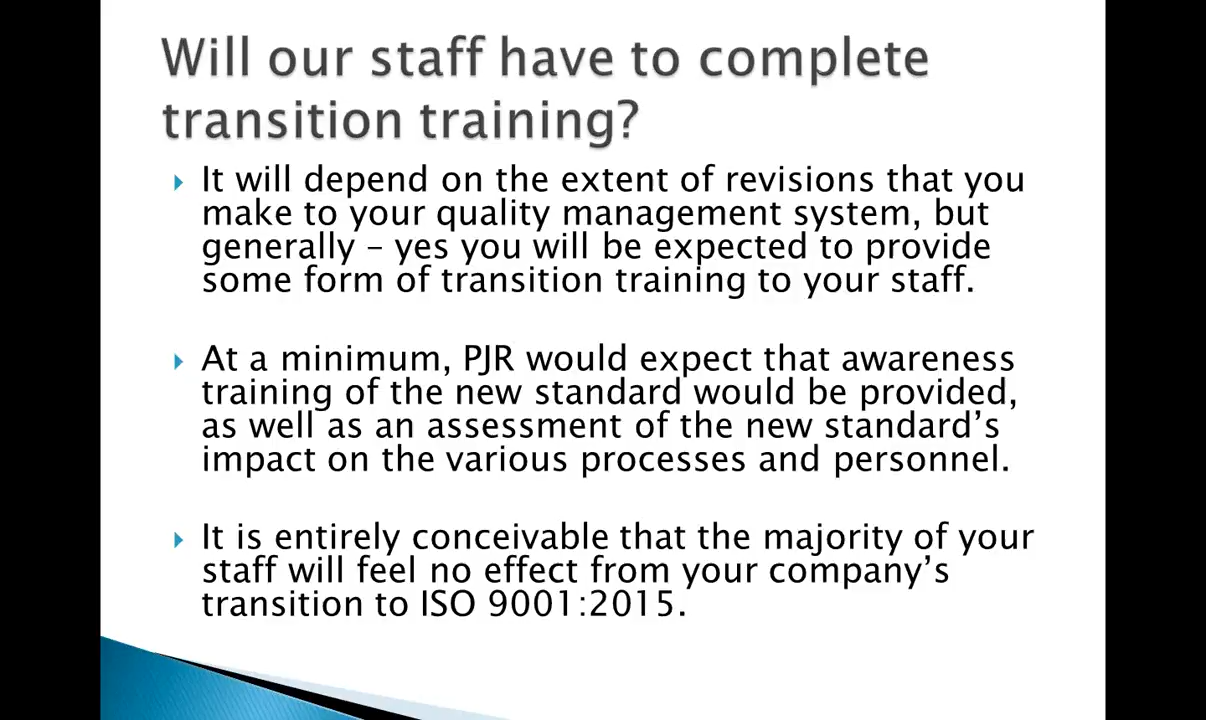 Will our staff have to complete
transition training?
It will depend on the extent of revisions that you
make to your quality management system, but
generally – yes you will be expected to provide
some form of transition training to your staff.
At a minimum, PJR would expect that awareness
training of the new standard would be provided,
as well as an assessment of the new standard’s
impact on the various processes and personnel.
It is entirely conceivable that the majority of your
staff will feel no effect from your company’s
transition to ISO 9001:2015.